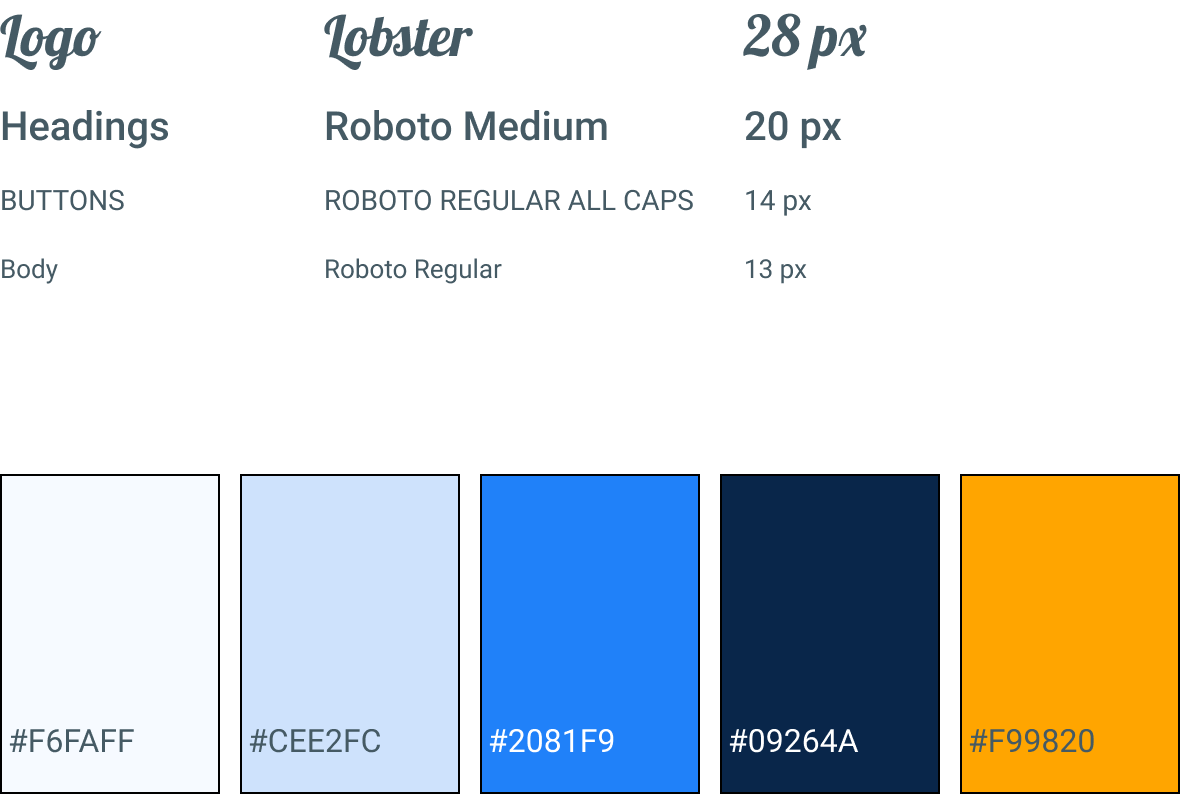 Logo Lobster 28 px
Headings Roboto Medium 20 px
BUTTONS ROBOTO REGULAR ALL CAPS 14 px
Body Roboto Regular 13 px
#F6FAFF #CEE2FC #2081F9 #09264A #F99820